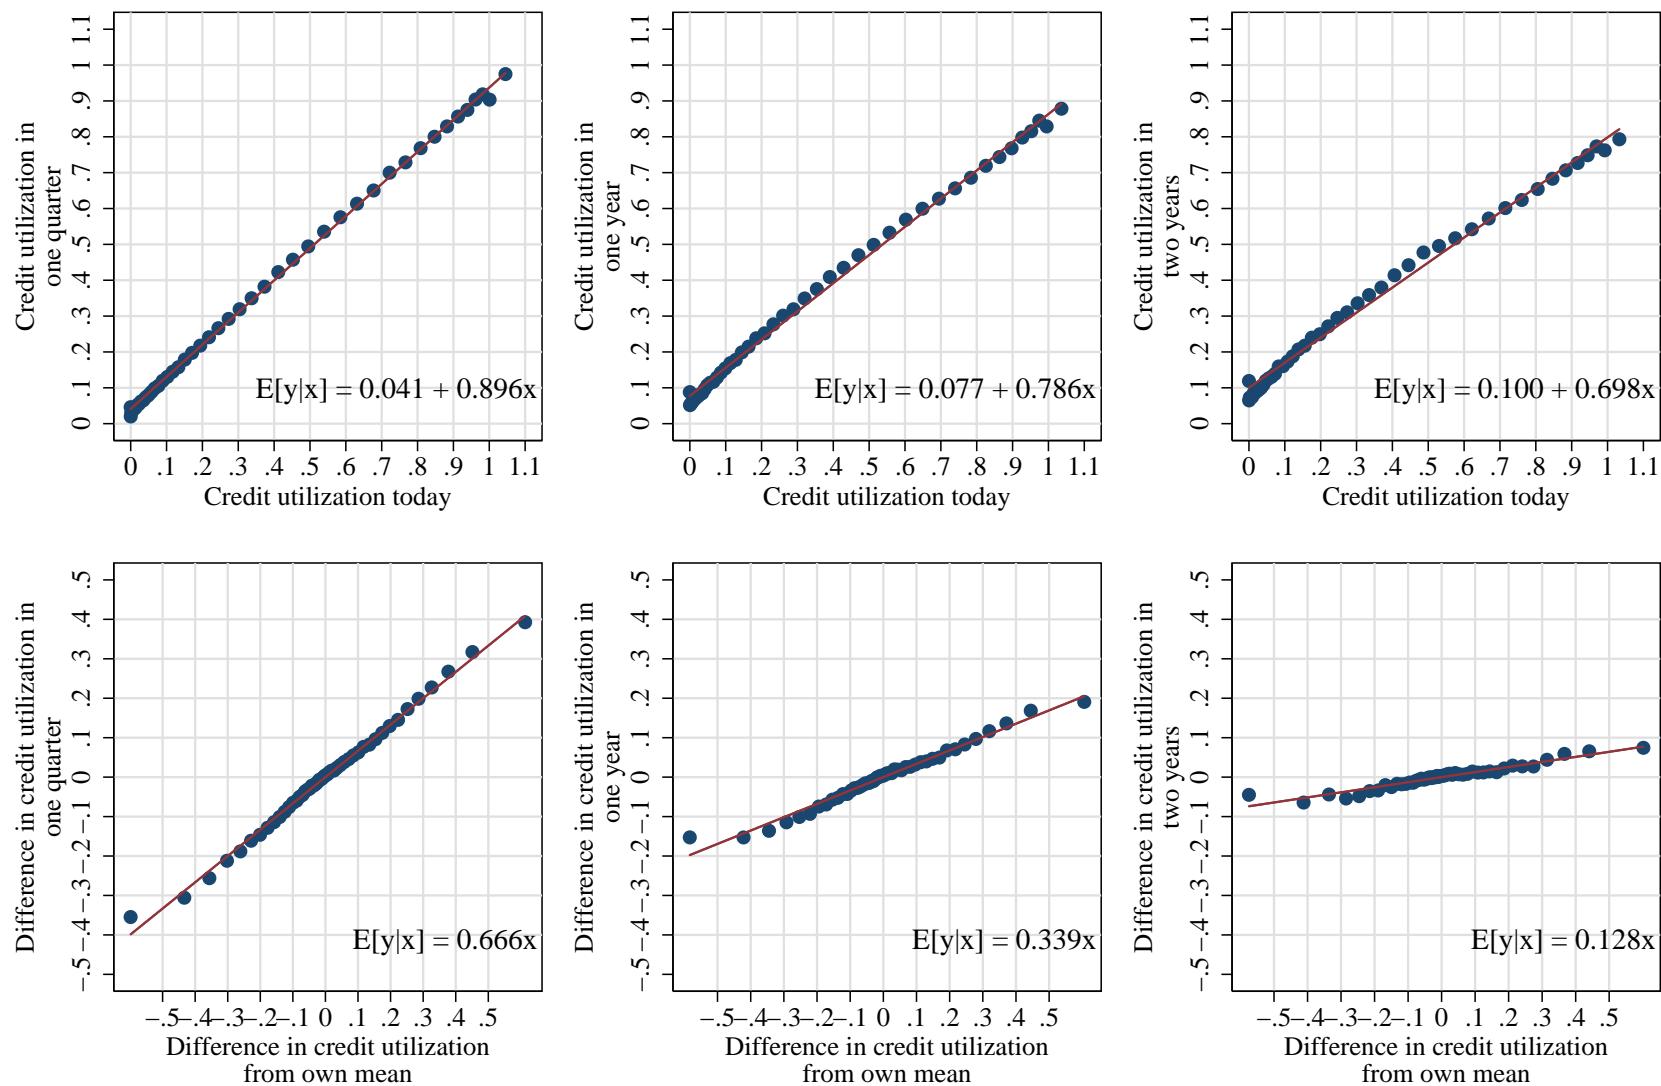 Credit utilization in
one quarter
0 .1 .2 .3 .4 .5 .6 .7 .8 .9 1 1.1
E[y|x] = 0.041 + 0.896x
0 .1 .2 .3 .4 .5 .6 .7 .8 .9 1 1.1
Credit utilization today
Credit utilization in
one year
0 .1 .2 .3 .4 .5 .6 .7 .8 .9 1 1.1
E[y|x] = 0.077 + 0.786x
0 .1 .2 .3 .4 .5 .6 .7 .8 .9 1 1.1
Credit utilization today
Credit utilization in
two years
0 .1 .2 .3 .4 .5 .6 .7 .8 .9 1 1.1
E[y|x] = 0.100 + 0.698x
0 .1 .2 .3 .4 .5 .6 .7 .8 .9 1 1.1
Credit utilization today
Difference in credit utilization in
one quarter
−.5 −.4 −.3 −.2 −.1 0 .1 .2 .3 .4 .5
E[y|x] = 0.666x
−.5 −.4 −.3 −.2 −.1 0 .1 .2 .3 .4 .5
Difference in credit utilization
from own mean
Difference in credit utilization in
one year
−.5 −.4 −.3 −.2 −.1 0 .1 .2 .3 .4 .5
E[y|x] = 0.339x
−.5 −.4 −.3 −.2 −.1 0 .1 .2 .3 .4 .5
Difference in credit utilization
from own mean
Difference in credit utilization in
two years
−.5 −.4 −.3 −.2 −.1 0 .1 .2 .3 .4 .5
E[y|x] = 0.128x
−.5 −.4 −.3 −.2 −.1 0 .1 .2 .3 .4 .5
Difference in credit utilization
from own mean